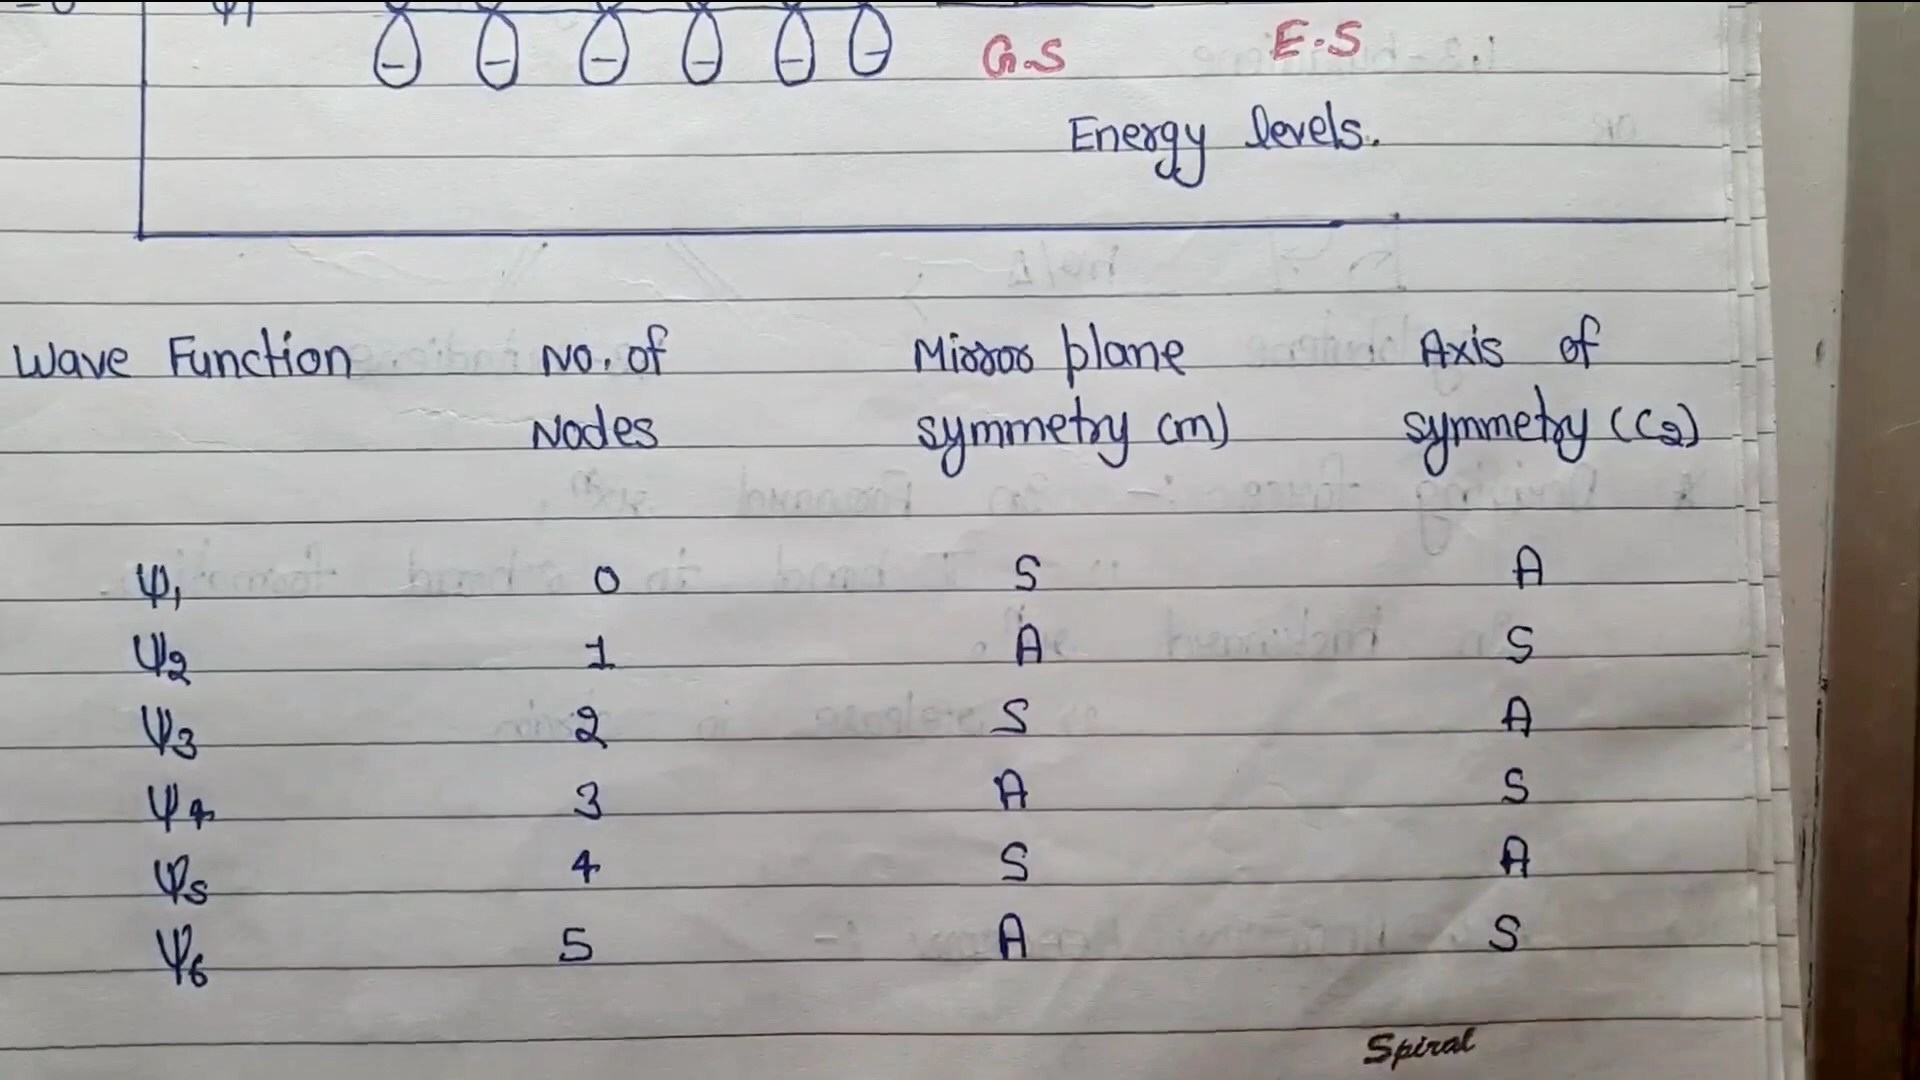 ψ1
G.S E.S
Energy levels.
Wave Function No. of Mirror plane Axis of
Nodes symmetry (m) symmetry (C2)
ψ1 0 S A
ψ2 1 A S
ψ3 2 S A
ψ4 3 A S
ψ5 4 S A
ψ6 5 A S
Spiral